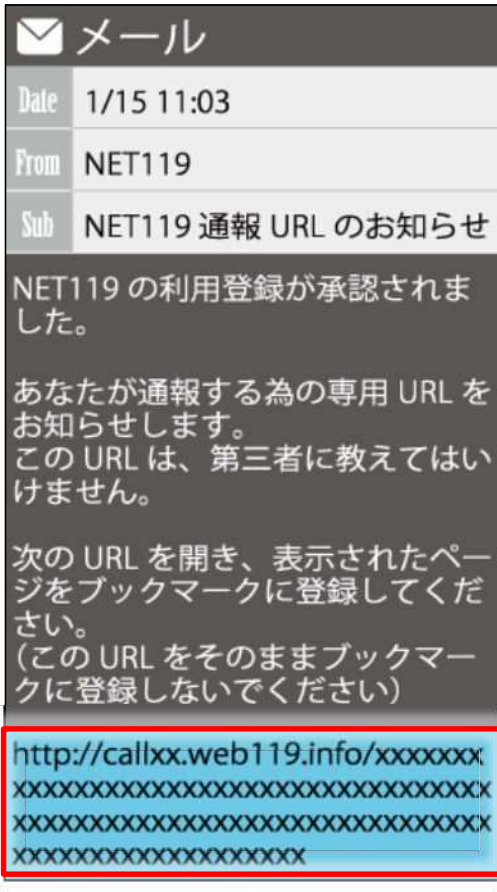 メール
Date 1/15 11:03
From NET119
Sub NET119 通報 URL のお知らせ
NET119 の利用登録が承認されま
した。
あなたが通報する為の専用 URL を
お知らせします。
この URL は、第三者に教えてはい
けません。
次の URL を開き、表示されたペー
ジをブックマークに登録してくだ
さい。
（この URL をそのままブックマー
クに登録しないでください）
http://callxx.web119.info/xxxxxxx
xxxxxxxxxxxxxxxxxxxxxxxxxxxxxxx
xxxxxxxxxxxxxxxxxxxxxxxxxxxxxx
xxxxxxxxxxxxxxxxxxx